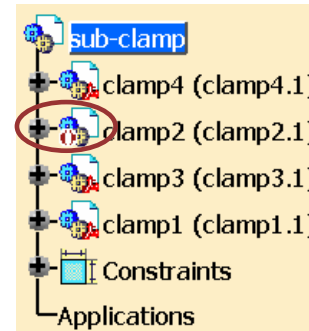 sub-clamp
clamp4 (clamp4.1)
clamp2 (clamp2.1)
clamp3 (clamp3.1)
clamp1 (clamp1.1)
Constraints
Applications